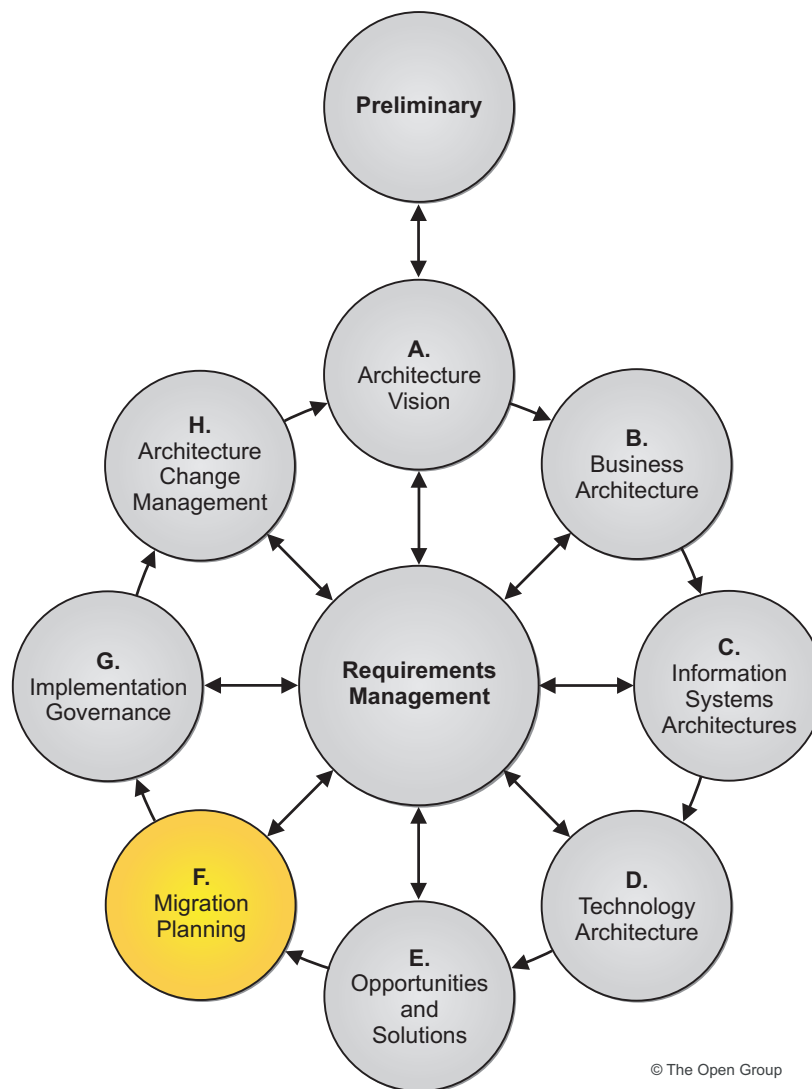 Preliminary
A.
Architecture
Vision
B.
Business
Architecture
C.
Information
Systems
Architectures
D.
Technology
Architecture
E.
Opportunities
and
Solutions
F.
Migration
Planning
G.
Implementation
Governance
H.
Architecture
Change
Management
Requirements
Management
© The Open Group